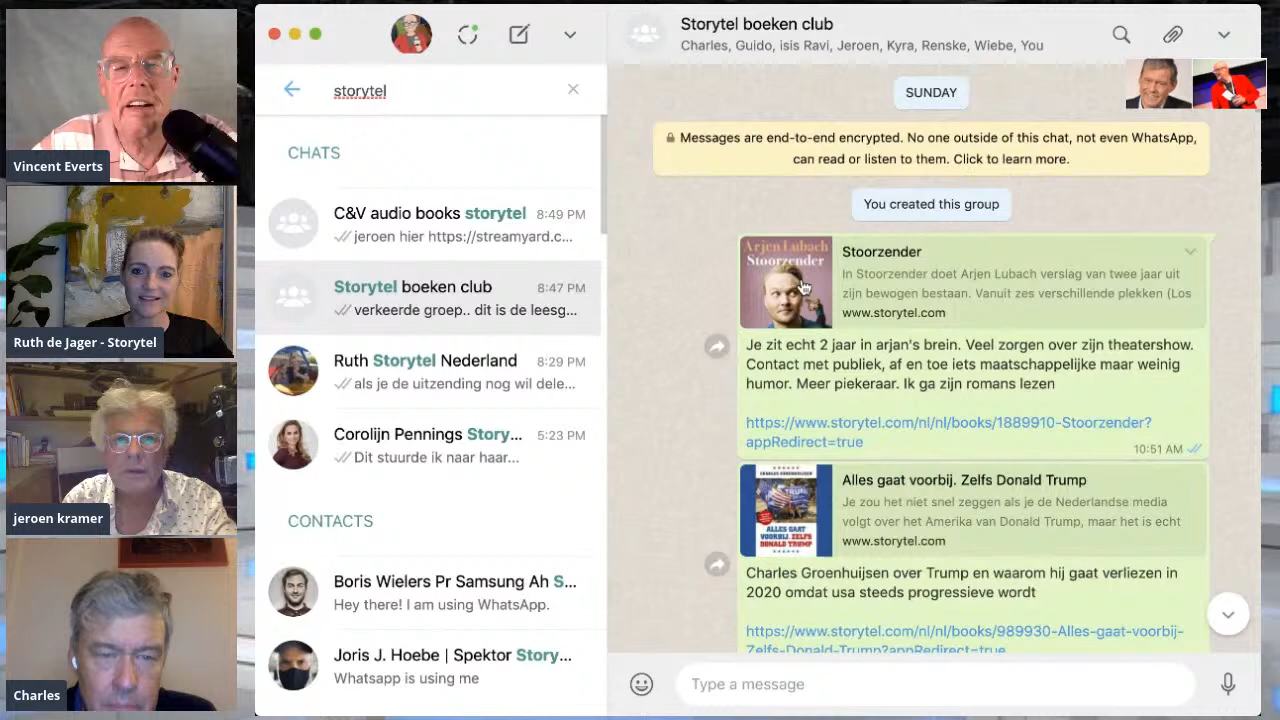 Vincent Everts
Ruth de Jager - Storytel
jeroen kramer
Charles
storytel
CHATS
C&V audio books storytel
8:49 PM
jeroen hier https://streamyard.c...
Storytel boeken club
8:47 PM
verkeerde groep.. dit is de leesg...
Ruth Storytel Nederland
8:29 PM
als je de uitzending nog wil dele...
Corolijn Pennings Story...
5:23 PM
Dit stuurde ik naar haar...
CONTACTS
Boris Wielers Pr Samsung Ah S...
Hey there! I am using WhatsApp.
Joris J. Hoebe | Spektor Story...
Whatsapp is using me
Storytel boeken club
Charles, Guido, isis Ravi, Jeroen, Kyra, Renske, Wiebe, You
SUNDAY
Messages are end-to-end encrypted. No one outside of this chat, not even WhatsApp,
can read or listen to them. Click to learn more.
You created this group
Arjen Lubach
Stoorzender
Stoorzender
In Stoorzender doet Arjen Lubach verslag van twee jaar uit
zijn bewogen bestaan. Vanuit zes verschillende plekken (Los
www.storytel.com
Je zit echt 2 jaar in arjan's brein. Veel zorgen over zijn theatershow.
Contact met publiek, af en toe iets maatschappelijke maar weinig
humor. Meer piekeraar. Ik ga zijn romans lezen
https://www.storytel.com/nl/nl/books/1889910-Stoorzender?
appRedirect=true
10:51 AM
ALLES GAAT
VOORBIJ. ZELFS
DONALD TRUMP
Alles gaat voorbij. Zelfs Donald Trump
Je zou het niet snel zeggen als je de Nederlandse media
volgt over het Amerika van Donald Trump, maar het is echt
www.storytel.com
Charles Groenhuijsen over Trump en waarom hij gaat verliezen in
2020 omdat usa steeds progressieve wordt
https://www.storytel.com/nl/nl/books/989930-Alles-gaat-voorbij-
Zelfs-Donald-Trump?appRedirect=true
Type a message